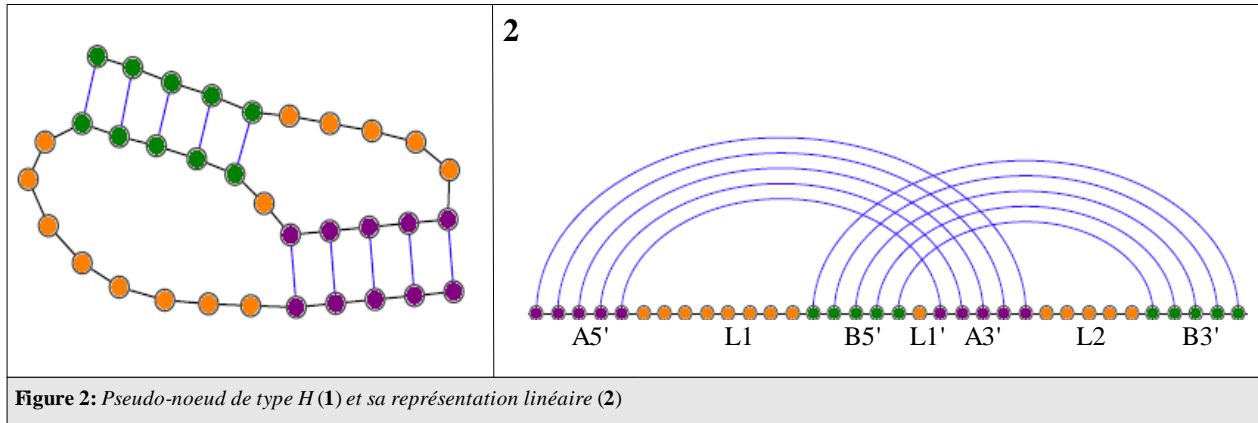 2
A5' L1 B5' L1' A3' L2 B3'
Figure 2: Pseudo-noeud de type H (1) et sa représentation linéaire (2)